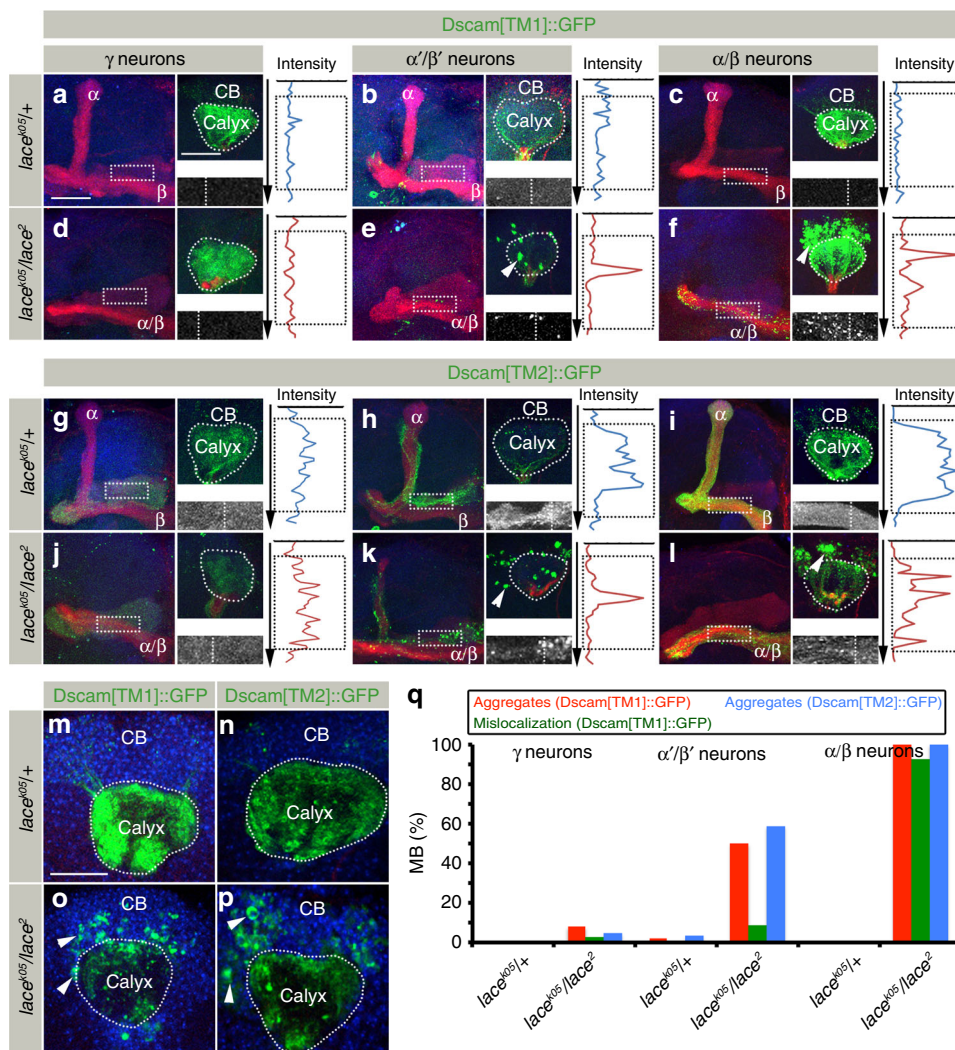 Dscam[TM1]::GFP
γ neurons
Intensity
α′/β′ neurons
Intensity
α/β neurons
Intensity
lace^k05/+
a
α
β
CB
Calyx
b
α
β
CB
Calyx
c
α
β
CB
Calyx
lace^k05/lace^2
d
α/β
e
α/β
f
α/β
Dscam[TM2]::GFP
Intensity
Intensity
Intensity
lace^k05/+
g
α
β
CB
Calyx
h
β
CB
Calyx
i
α
β
CB
Calyx
lace^k05/lace^2
j
α/β
k
α/β
l
α/β
Dscam[TM1]::GFP
Dscam[TM2]::GFP
lace^k05/+
m
CB
Calyx
n
CB
Calyx
lace^k05/lace^2
o
CB
Calyx
p
CB
Calyx
q
Aggregates (Dscam[TM1]::GFP)
Aggregates (Dscam[TM2]::GFP)
Mislocalization (Dscam[TM1]::GFP)
γ neurons
α′/β′ neurons
α/β neurons
MB (%)
100
80
60
40
20
0
lace^k05/+
lace^k05/lace^2
lace^k05/+
lace^k05/lace^2
lace^k05/+
lace^k05/lace^2